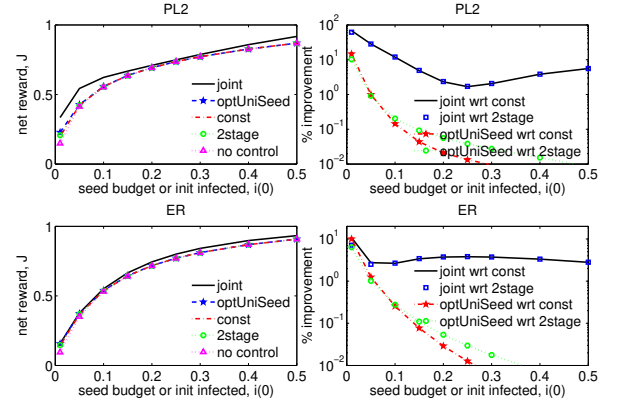 PL2
net reward, J
1
0.5
0
joint
optUniSeed
const
2stage
no control
0 0.1 0.2 0.3 0.4 0.5
seed budget or init infected, i(0)
PL2
% improvement
10^2
10^1
10^0
10^-1
10^-2
joint wrt const
joint wrt 2stage
optUniSeed wrt const
optUniSeed wrt 2stage
0 0.1 0.2 0.3 0.4 0.5
seed budget or init infected, i(0)
ER
net reward, J
1
0.5
0
joint
optUniSeed
const
2stage
no control
0 0.1 0.2 0.3 0.4 0.5
seed budget or init infected, i(0)
ER
% improvement
10^1
10^0
10^-1
10^-2
joint wrt const
joint wrt 2stage
optUniSeed wrt const
optUniSeed wrt 2stage
0 0.1 0.2 0.3 0.4 0.5
seed budget or init infected, i(0)